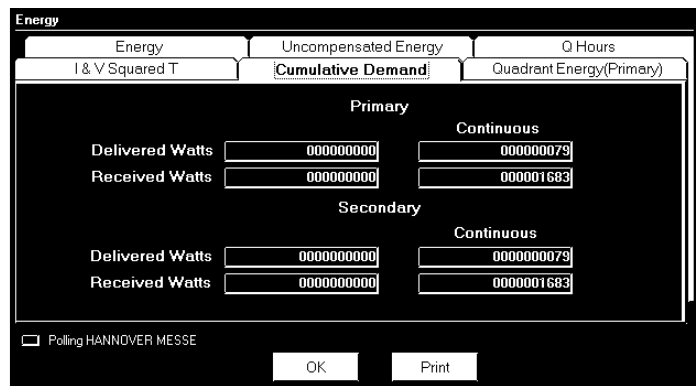 Energy
Energy Uncompensated Energy Q Hours
I & V Squared T Cumulative Demand Quadrant Energy(Primary)
Primary
Continuous
Delivered Watts 000000000 000000079
Received Watts 000000000 000001683
Secondary
Continuous
Delivered Watts 0000000000 0000000079
Received Watts 0000000000 0000001683
Polling HANNOVER MESSE
OK Print